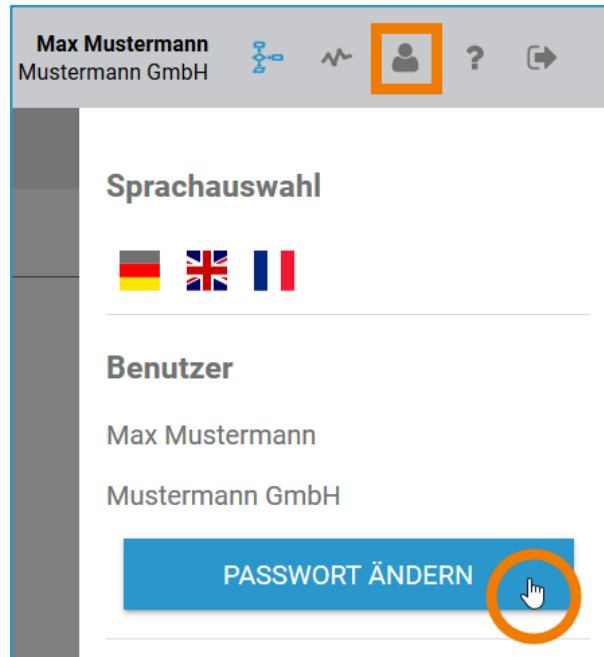 Max Mustermann
Mustermann GmbH
?
Sprachauswahl
Benutzer
Max Mustermann
Mustermann GmbH
PASSWORT ÄNDERN